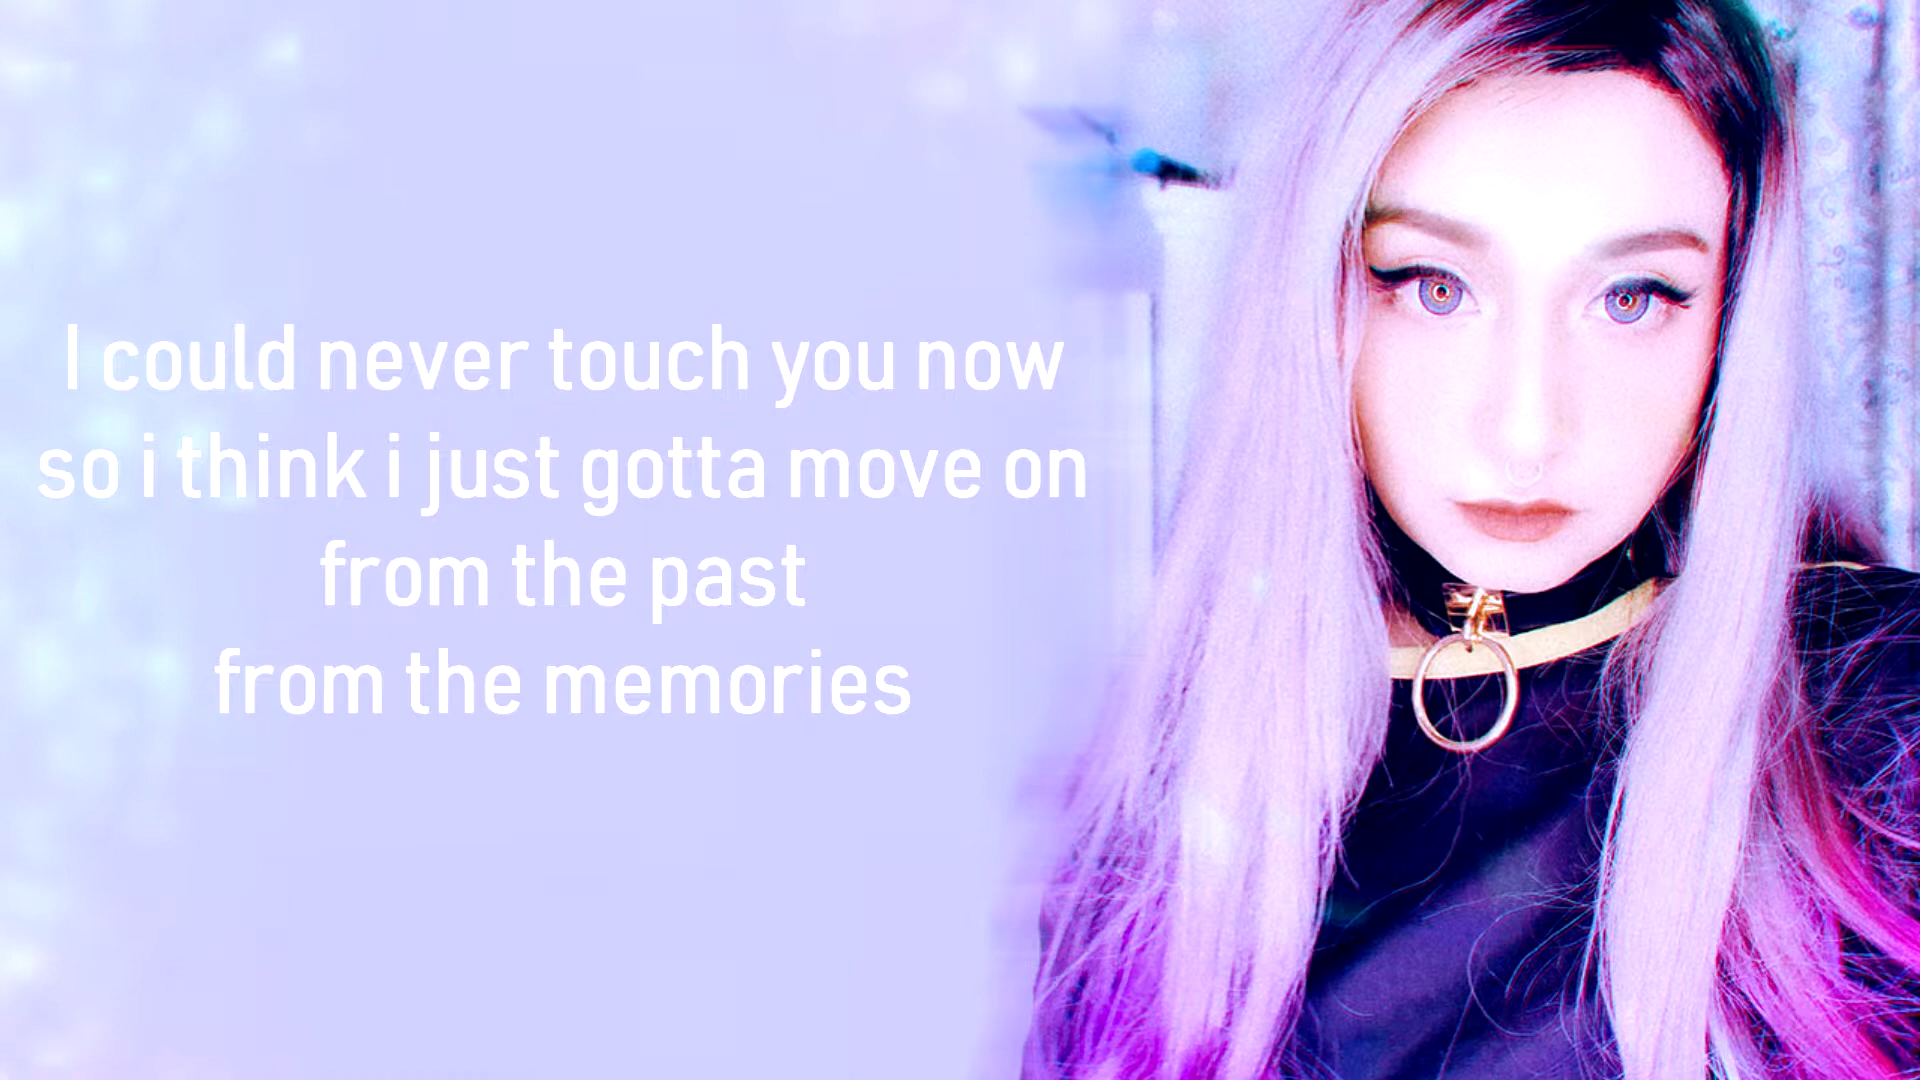 I could never touch you now
so i think i just gotta move on
from the past
from the memories